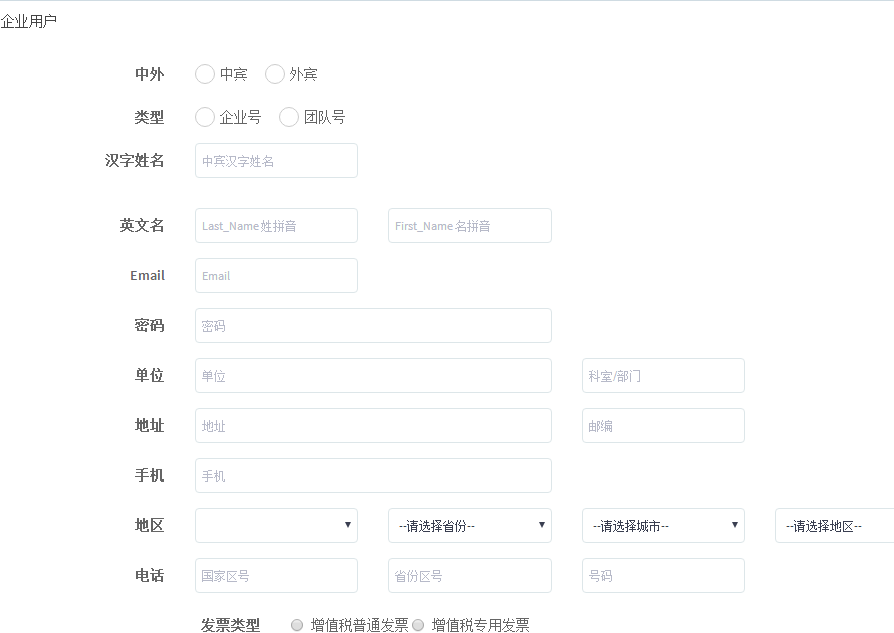 企业用户
中外 中宾 外宾
类型 企业号 团队号
汉字姓名 中宾汉字姓名
英文名 Last_Name姓拼音 First_Name名拼音
Email Email
密码 密码
单位 单位 科室/部门
地址 地址 邮编
手机 手机
地区 --请选择省份-- --请选择城市-- --请选择地区--
电话 国家区号 省份区号 号码
发票类型 增值税普通发票 增值税专用发票